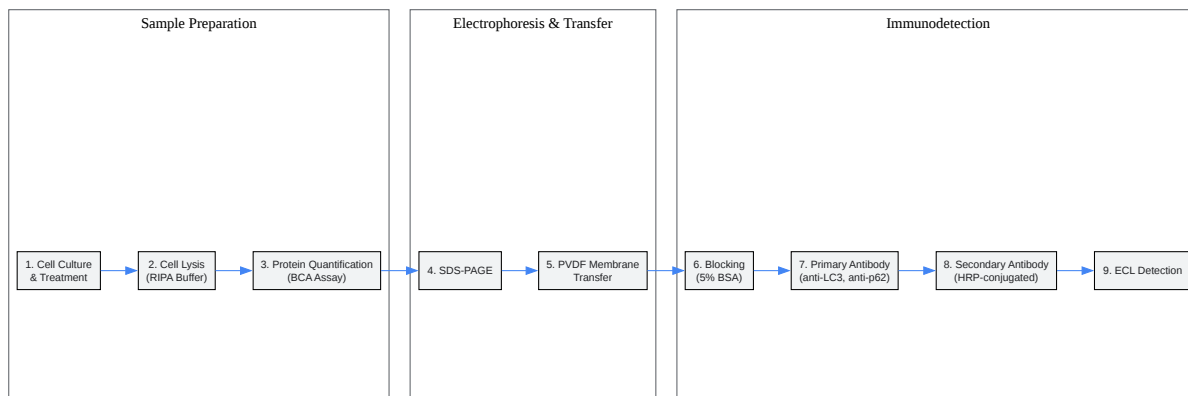 Sample Preparation
Electrophoresis & Transfer
Immunodetection
1. Cell Culture
& Treatment
2. Cell Lysis
(RIPA Buffer)
3. Protein Quantification
(BCA Assay)
4. SDS-PAGE
5. PVDF Membrane
Transfer
6. Blocking
(5% BSA)
7. Primary Antibody
(anti-LC3, anti-p62)
8. Secondary Antibody
(HRP-conjugated)
9. ECL Detection